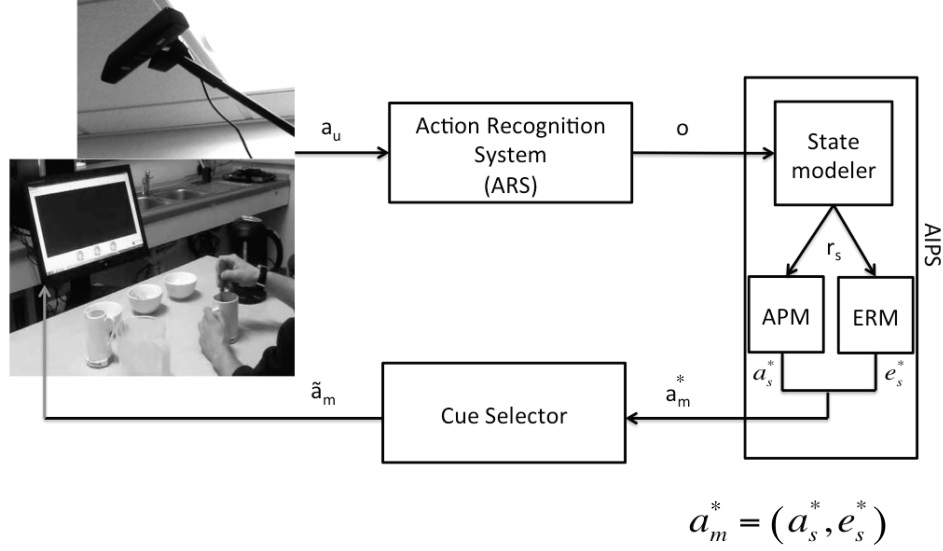 a_u
Action Recognition
System
(ARS)
o
State
modeler
AIPS
r_s
APM
ERM
a_s^*
e_s^*
a_m^*
ã_m
Cue Selector
a_m^* = (a_s^*, e_s^*)